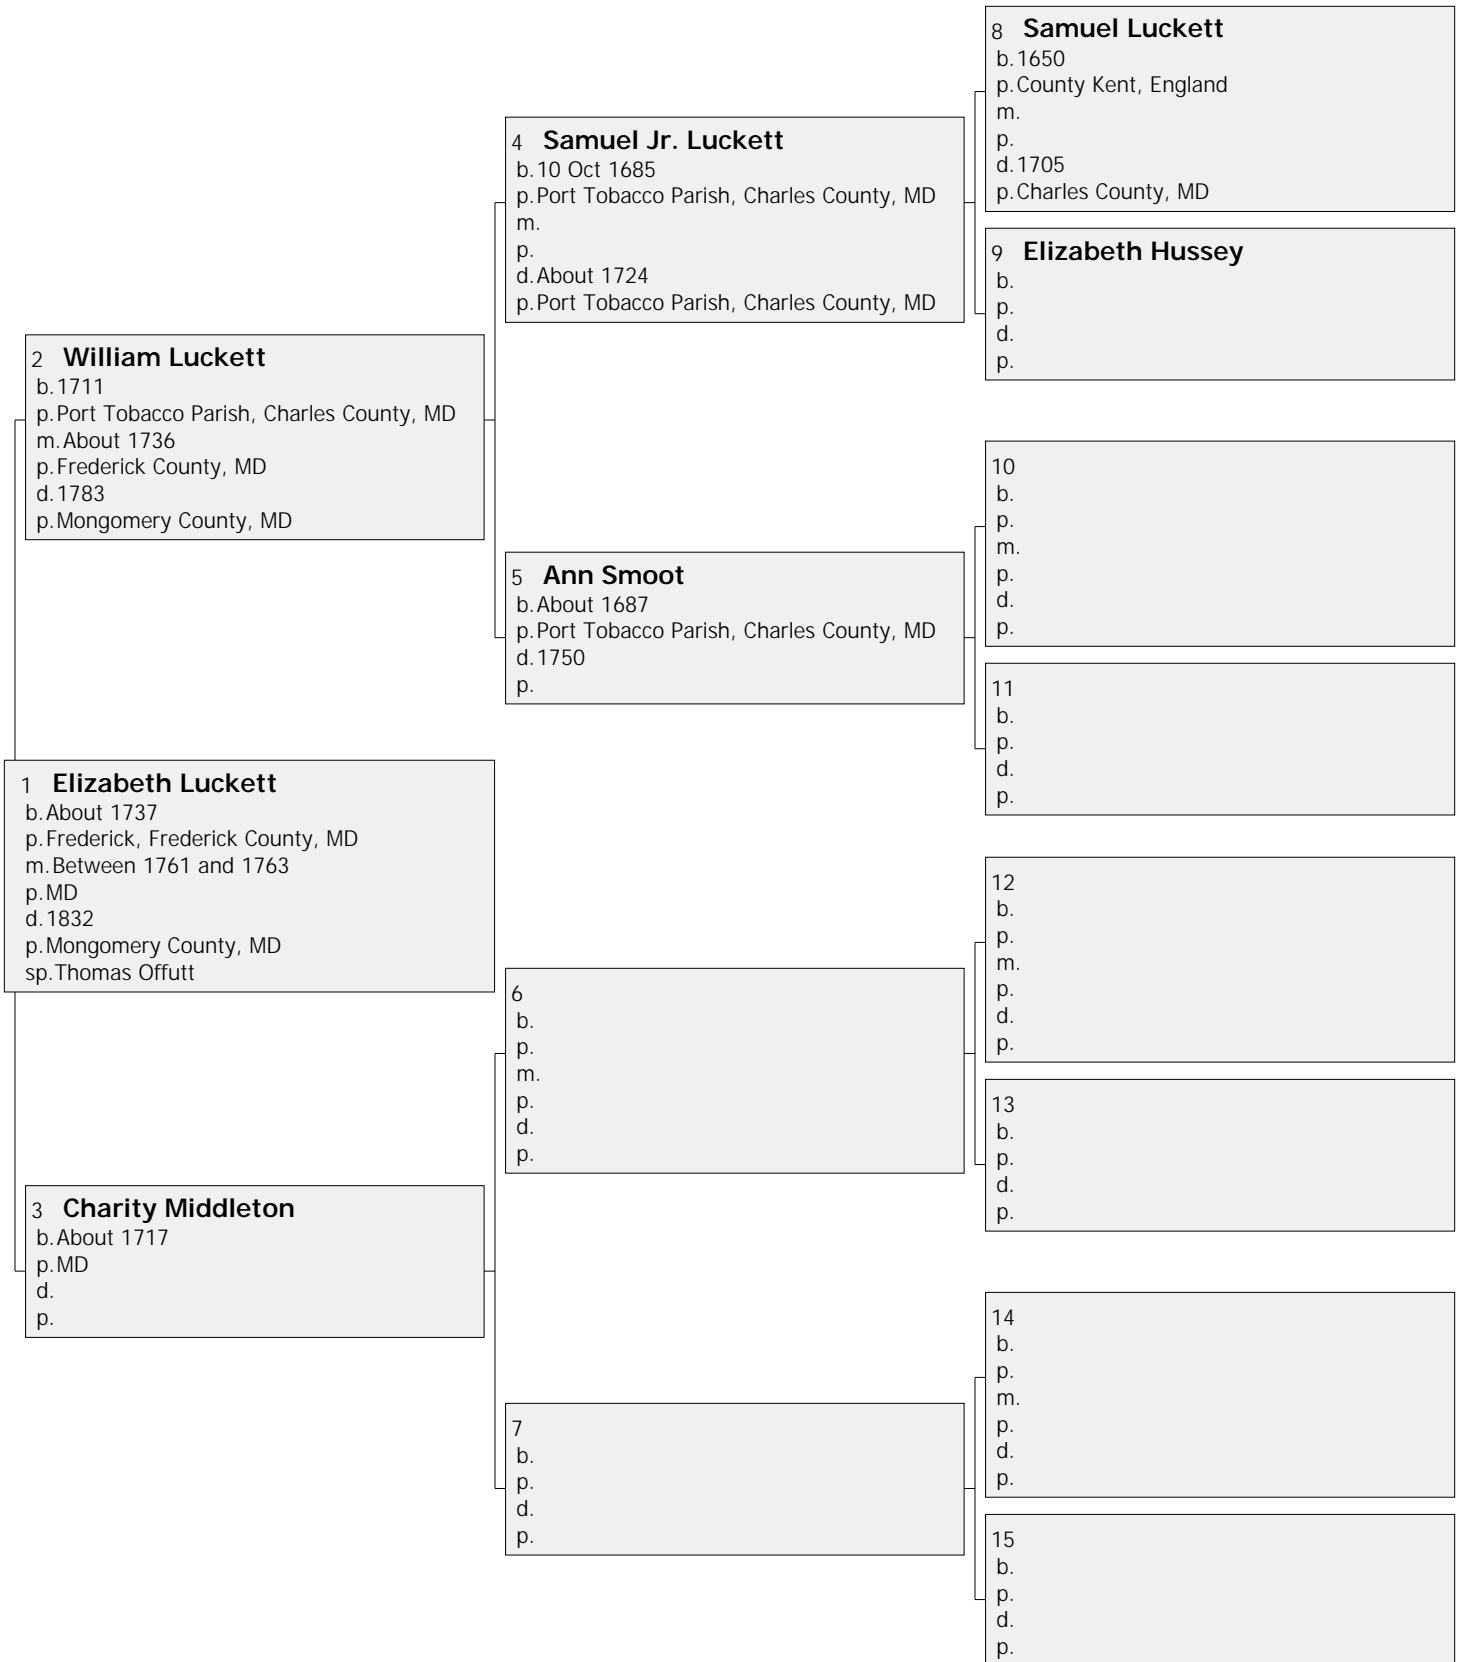 8 Samuel Luckett
b. 1650
p. County Kent, England
m.
p.
d. 1705
p. Charles County, MD
4 Samuel Jr. Luckett
b. 10 Oct 1685
p. Port Tobacco Parish, Charles County, MD
m.
p.
d. About 1724
p. Port Tobacco Parish, Charles County, MD
9 Elizabeth Hussey
b.
p.
d.
p.
2 William Luckett
b. 1711
p. Port Tobacco Parish, Charles County, MD
m. About 1736
p. Frederick County, MD
d. 1783
p. Mongomery County, MD
10
b.
p.
m.
p.
d.
p.
5 Ann Smoot
b. About 1687
p. Port Tobacco Parish, Charles County, MD
d. 1750
p.
11
b.
p.
d.
p.
1 Elizabeth Luckett
b. About 1737
p. Frederick, Frederick County, MD
m. Between 1761 and 1763
p. MD
d. 1832
p. Mongomery County, MD
sp. Thomas Offutt
12
b.
p.
m.
p.
d.
p.
6
b.
p.
m.
p.
d.
p.
13
b.
p.
d.
p.
3 Charity Middleton
b. About 1717
p. MD
d.
p.
14
b.
p.
m.
p.
d.
p.
7
b.
p.
d.
p.
15
b.
p.
d.
p.